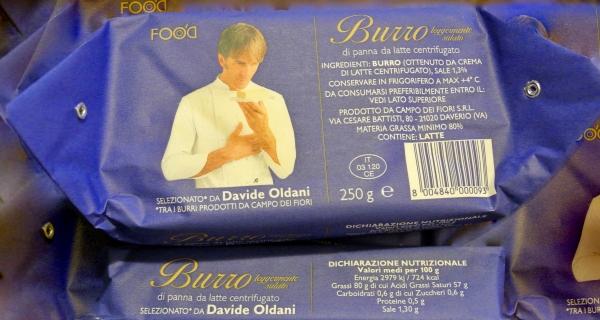 FOO'D
FOO'D
Burro leggermente salato
di panna da latte centrifugato
INGREDIENTI: BURRO (OTTENUTO DA CREMA
DI LATTE CENTRIFUGATO), SALE 1,3%
CONSERVARE IN FRIGORIFERO A MAX +4° C
DA CONSUMARSI PREFERIBILMENTE ENTRO IL:
VEDI LATO SUPERIORE
PRODOTTO DA CAMPO DEI FIORI S.R.L.
VIA CESARE BATTISTI, 80 - 21020 DAVERIO (VA)
MATERIA GRASSA MINIMO 80%
CONTIENE: LATTE
IT
03 120
CE
250 g e
8 004840 000093
SELEZIONATO* DA Davide Oldani
*TRA I BURRI PRODOTTI DA CAMPO DEI FIORI
DICHIARAZIONE NUTRIZIONALE
Burro leggermente salato
di panna da latte centrifugato
SELEZIONATO* DA Davide Oldani
DICHIARAZIONE NUTRIZIONALE
Valori medi per 100 g
Energia 2979 kj / 724 kcal
Grassi 80 g di cui Acidi Grassi Saturi 57 g
Carboidrati 0,6 g di cui Zuccheri 0,6 g
Proteine 0,5 g
Sale 1,30 g